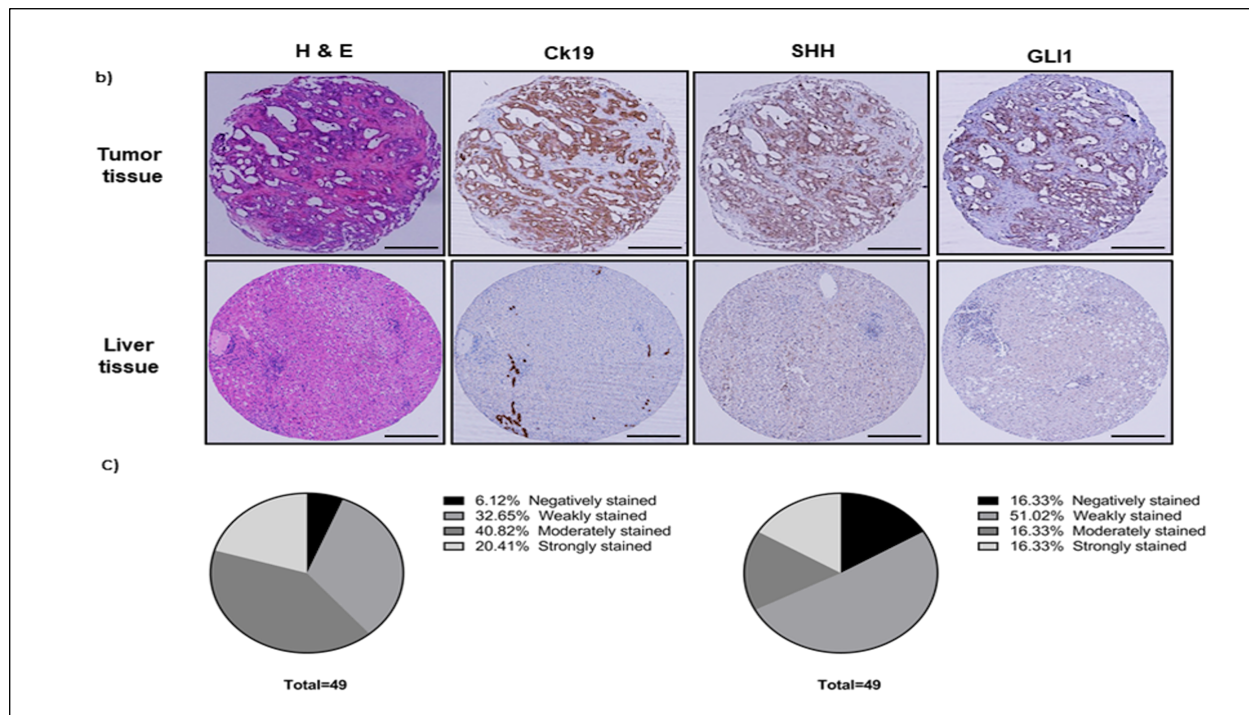 H & E
Ck19
SHH
GLI1
b)
Tumor
tissue
Liver
tissue
C)
6.12% Negatively stained
32.65% Weakly stained
40.82% Moderately stained
20.41% Strongly stained
Total=49
16.33% Negatively stained
51.02% Weakly stained
16.33% Moderately stained
16.33% Strongly stained
Total=49